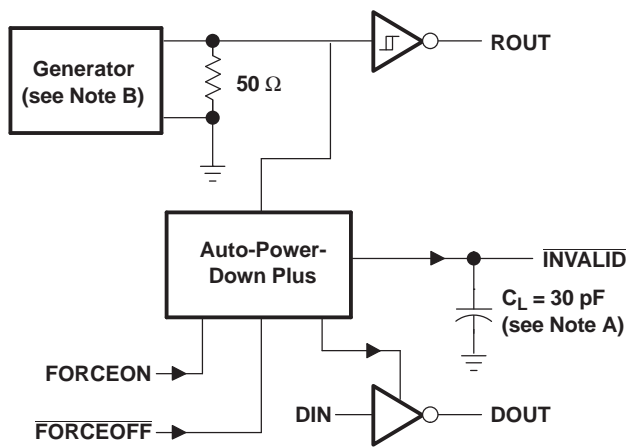 ROUT
Generator
(see Note B)
50 Ω
Auto-Power-
Down Plus
INVALID
C_L = 30 pF
(see Note A)
FORCEON
FORCEOFF
DIN
DOUT